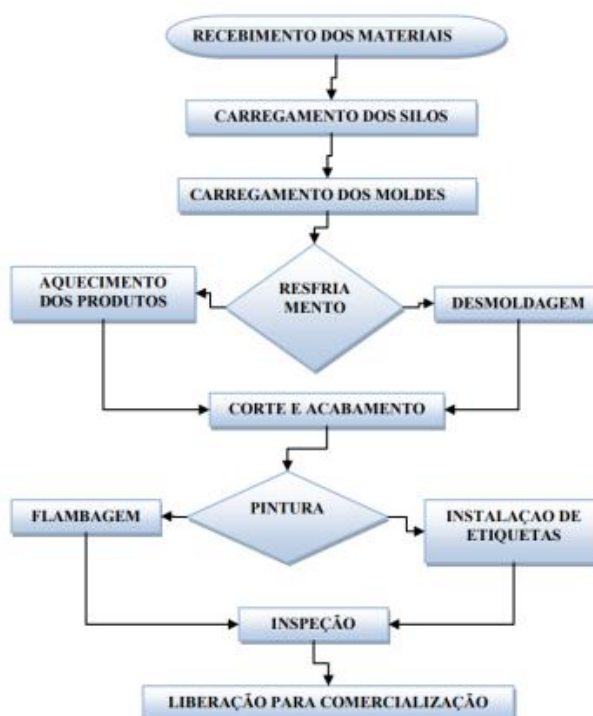 RECEBIMENTO DOS MATERIAIS
CARREGAMENTO DOS SILOS
CARREGAMENTO DOS MOLDES
AQUECIMENTO
DOS PRODUTOS
RESFRIA
MENTO
DESMOLDAGEM
CORTE E ACABAMENTO
FLAMBAGEM
PINTURA
INSTALAÇAO DE
ETIQUETAS
INSPEÇÃO
LIBERAÇÃO PARA COMERCIALIZAÇÃO